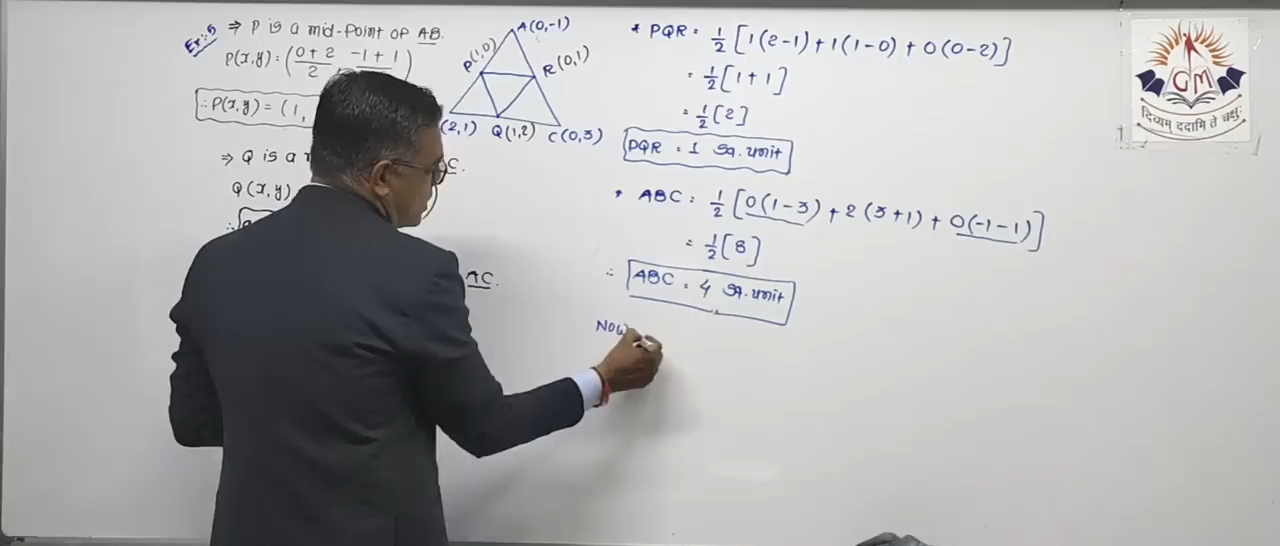 Ex:5 ⇒ P is a mid-Point of AB.
P(x,y) = (0+2/2, -1+1
∴ P(x,y) = (1,
⇒ Q is a
C.
Q(x,y)
AC.
A(0,-1)
P(1,0)
R(0,1)
(2,1) Q(1,2) C(0,3)
* PQR = 1/2 [1(2-1)+1(1-0)+0(0-2)]
= 1/2 [1+1]
= 1/2 [2]
PQR = 1 Sq.unit
* ABC = 1/2 [0(1-3)+2(3+1)+0(-1-1)]
= 1/2 [8]
∴ ABC = 4 Sq.unit
Now
GM
दिव्यम् ददामि ते चक्षुः